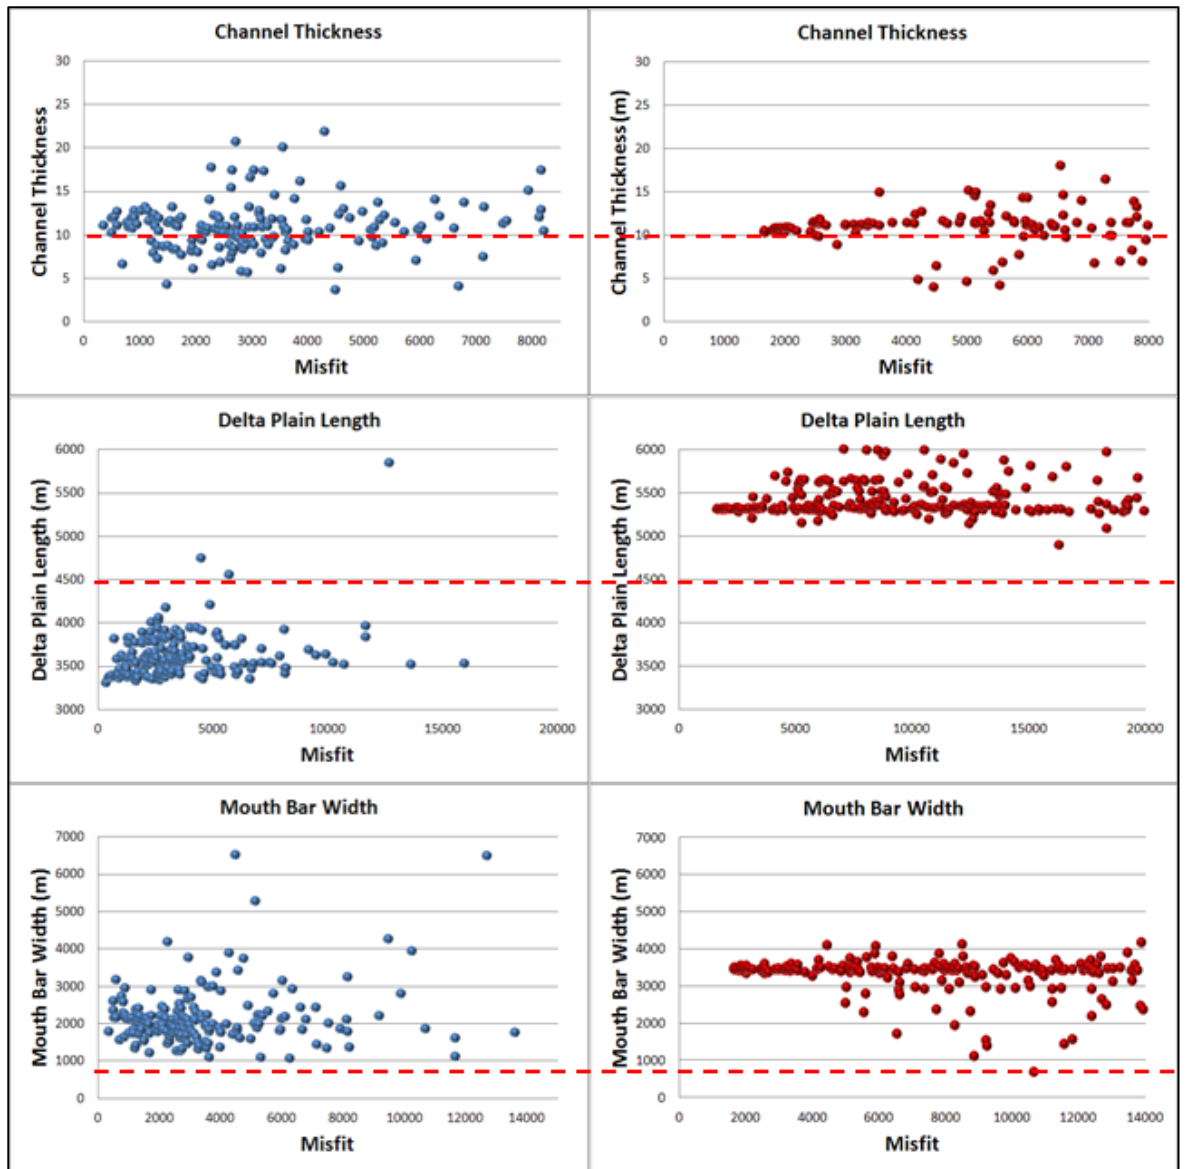 Channel Thickness
Channel Thickness
30
25
20
15
10
5
0
0 1000 2000 3000 4000 5000 6000 7000 8000
Misfit
Channel Thickness
Channel Thickness (m)
30
25
20
15
10
5
0
0 1000 2000 3000 4000 5000 6000 7000 8000
Misfit
Delta Plain Length
Delta Plain Length (m)
6000
5500
5000
4500
4000
3500
3000
0 5000 10000 15000 20000
Misfit
Delta Plain Length
Delta Plain Length (m)
6000
5500
5000
4500
4000
3500
3000
0 5000 10000 15000 20000
Misfit
Mouth Bar Width
Mouth Bar Width (m)
7000
6000
5000
4000
3000
2000
1000
0
0 2000 4000 6000 8000 10000 12000 14000
Misfit
Mouth Bar Width
Mouth Bar Width (m)
7000
6000
5000
4000
3000
2000
1000
0
0 2000 4000 6000 8000 10000 12000 14000
Misfit